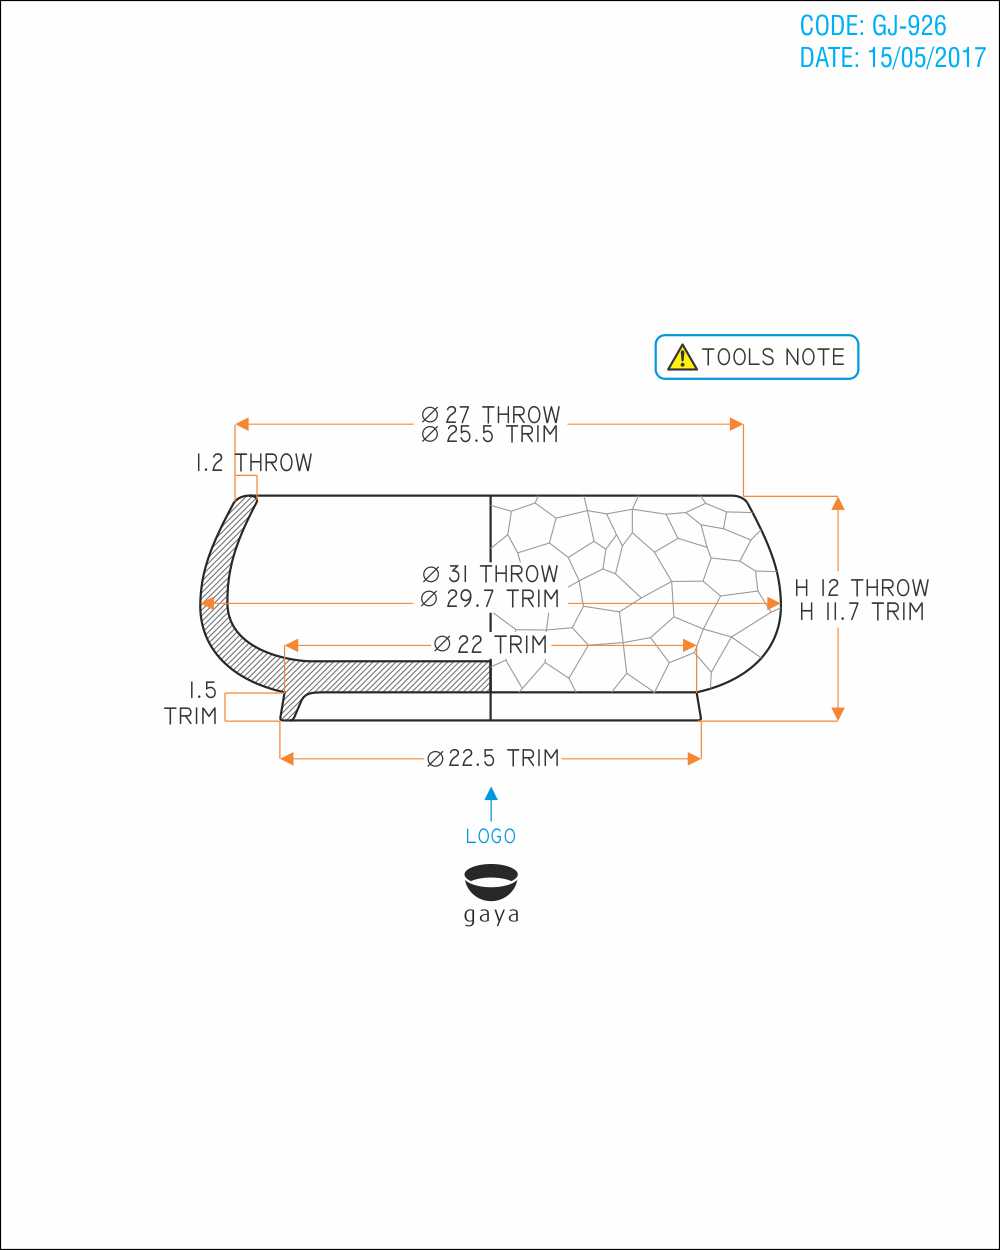 CODE: GJ-926
DATE: 15/05/2017
TOOLS NOTE
Ø 27 THROW
Ø 25.5 TRIM
1.2 THROW
Ø 31 THROW
Ø 29.7 TRIM
H 12 THROW
H 11.7 TRIM
Ø 22 TRIM
1.5
TRIM
Ø 22.5 TRIM
LOGO
gaya